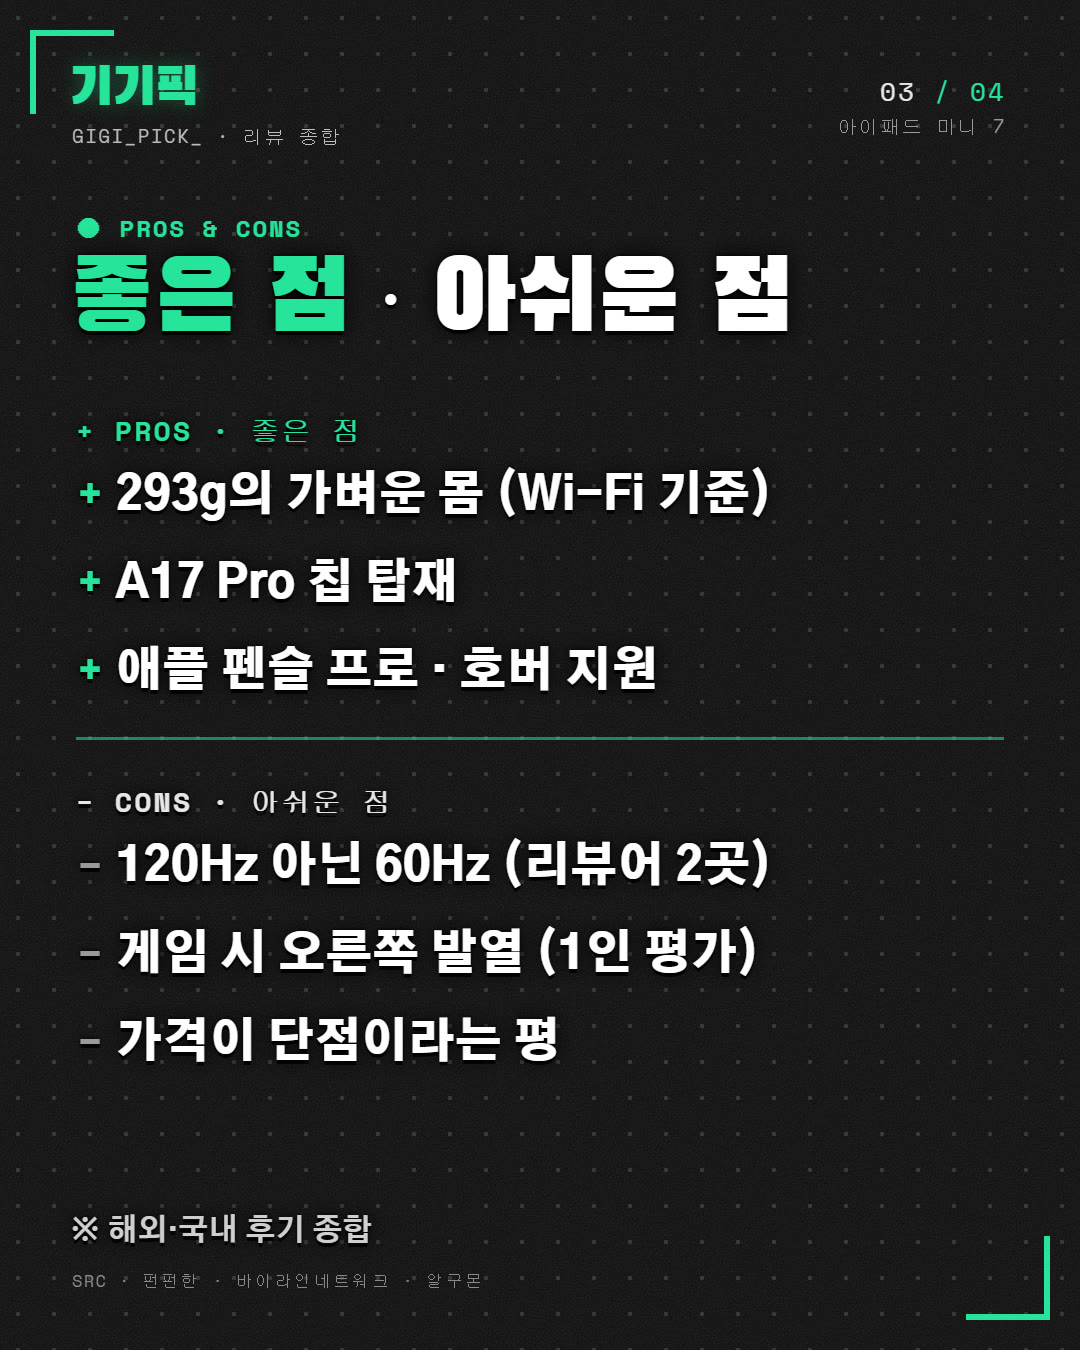 기기픽
GIGI_PICK_ · 리뷰 종합
03 / 04
아이패드 미니 7
PROS & CONS
좋은 점 · 아쉬운 점
+ PROS · 좋은 점
+ 293g의 가벼운 몸 (Wi-Fi 기준)
+ A17 Pro 칩 탑재
+ 애플 펜슬 프로 · 호버 지원
- CONS · 아쉬운 점
- 120Hz 아닌 60Hz (리뷰어 2곳)
- 게임 시 오른쪽 발열 (1인 평가)
- 가격이 단점이라는 평
※ 해외·국내 후기 종합
SRC · 펀펀한 · 바이라인네트워크 · 알구몬